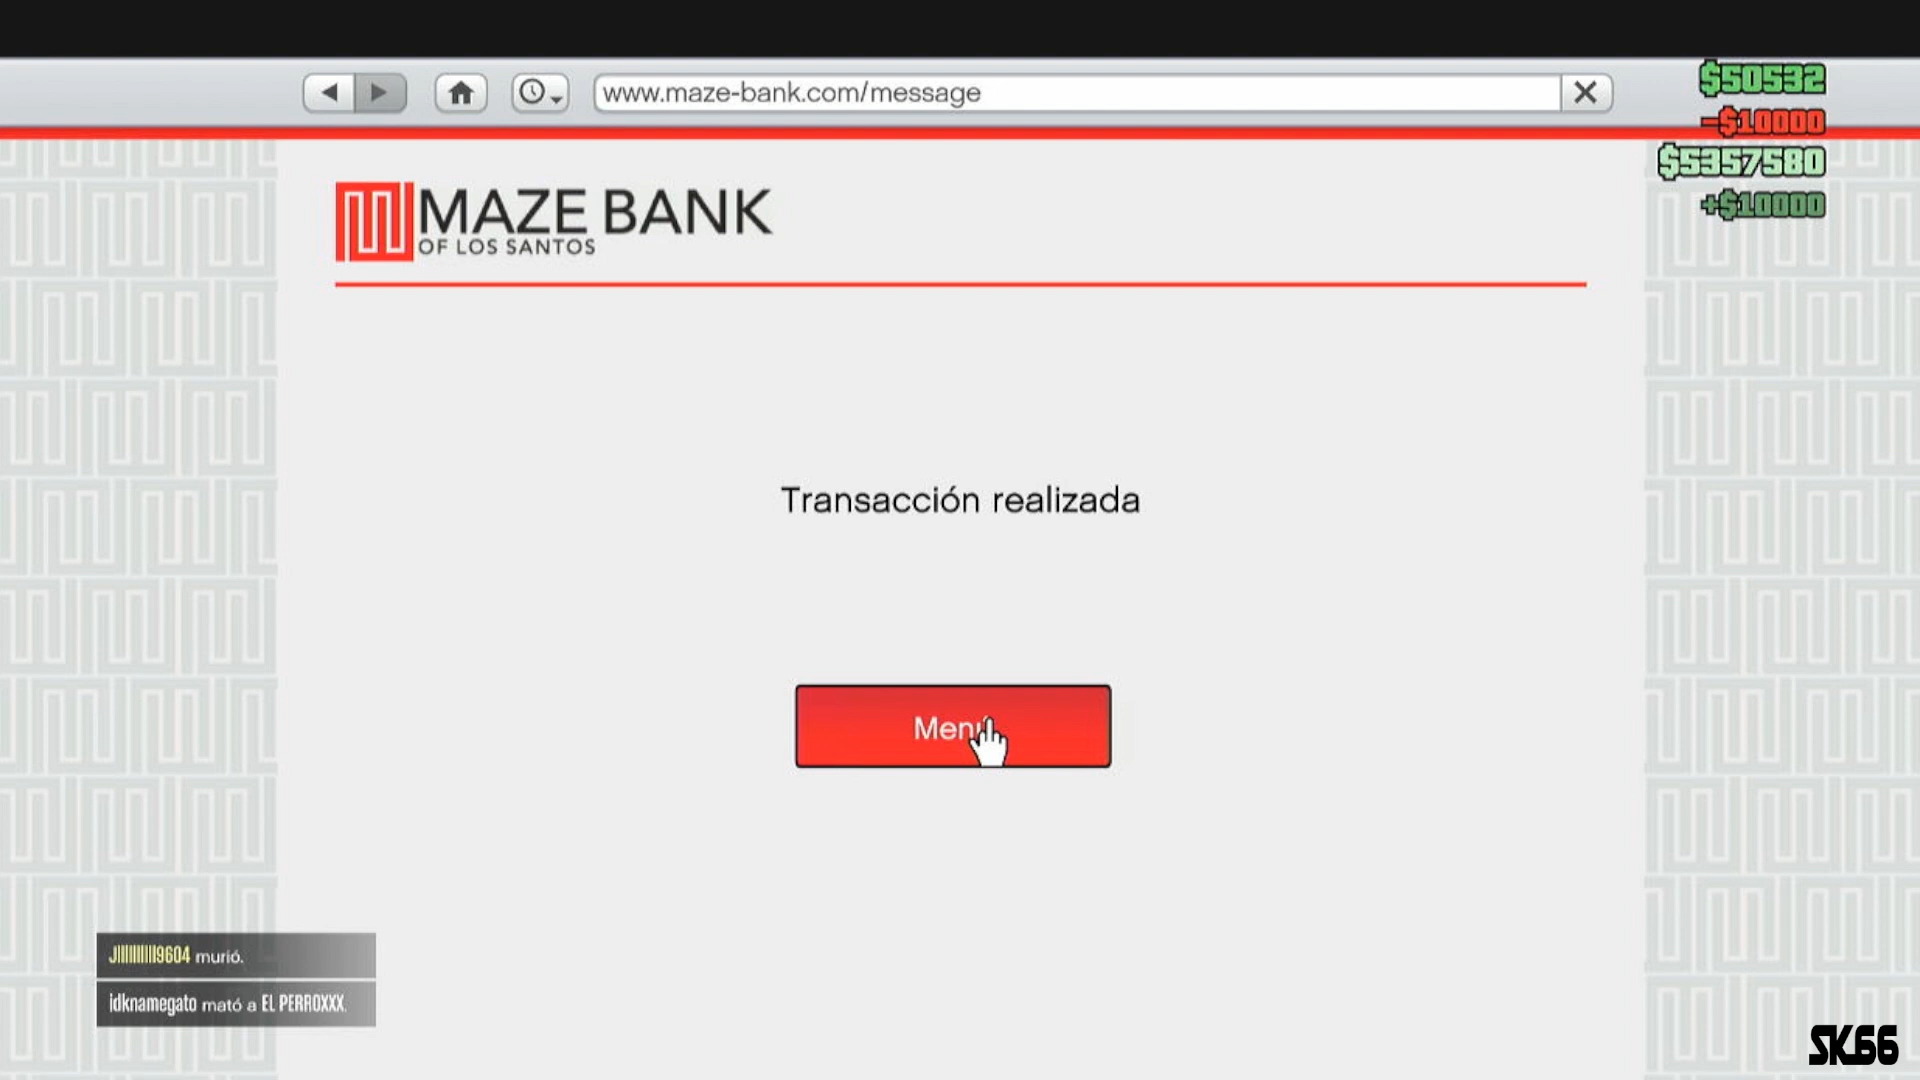 www.maze-bank.com/message
$50532
-$10000
$5357580
+$10000
MAZE BANK
OF LOS SANTOS
Transacción realizada
Menú
murió.
idknamegato mató a EL PERROXXX.
SK66